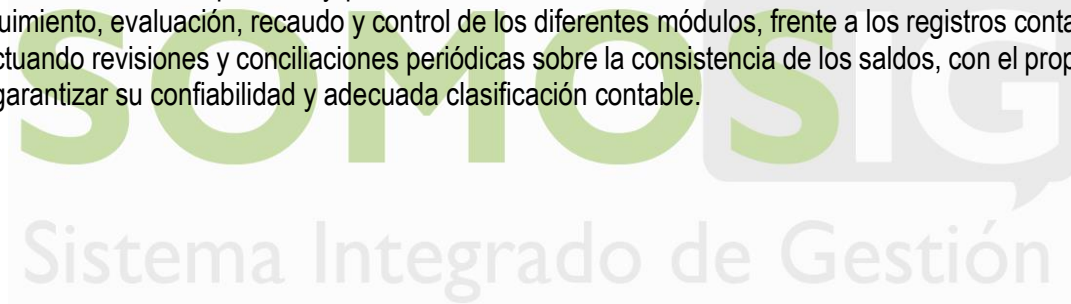 uimiento, evaluación, recaudo y control de los diferentes módulos, frente a los registros conta
ctuando revisiones y conciliaciones periódicas sobre la consistencia de los saldos, con el prop
garantizar su confiabilidad y adecuada clasificación contable.
SOMOSIG
Sistema Integrado de Gestión